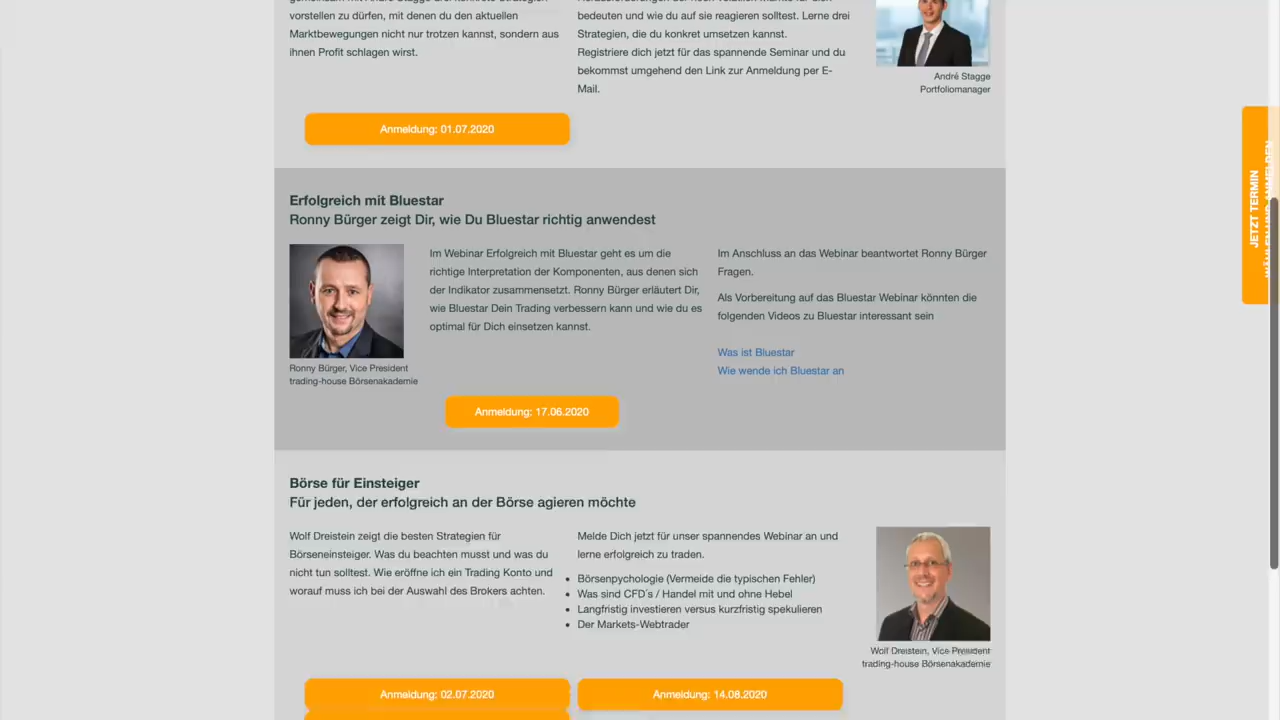 vorstellen zu dürfen, mit denen du den aktuellen
Marktbewegungen nicht nur trotzen kannst, sondern aus
ihnen Profit schlagen wirst.
bedeuten und wie du auf sie reagieren solltest. Lerne drei
Strategien, die du konkret umsetzen kannst.
Registriere dich jetzt für das spannende Seminar und du
bekommst umgehend den Link zur Anmeldung per E-
Mail.
André Stagge
Portfoliomanager
Anmeldung: 01.07.2020
JETZT TERMIN
Erfolgreich mit Bluestar
Ronny Bürger zeigt Dir, wie Du Bluestar richtig anwendest
Im Webinar Erfolgreich mit Bluestar geht es um die
richtige Interpretation der Komponenten, aus denen sich
der Indikator zusammensetzt. Ronny Bürger erläutert Dir,
wie Bluestar Dein Trading verbessern kann und wie du es
optimal für Dich einsetzen kannst.
Im Anschluss an das Webinar beantwortet Ronny Bürger
Fragen.
Als Vorbereitung auf das Bluestar Webinar könnten die
folgenden Videos zu Bluestar interessant sein
Was ist Bluestar
Wie wende ich Bluestar an
Ronny Bürger, Vice President
trading-house Börsenakademie
Anmeldung: 17.06.2020
Börse für Einsteiger
Für jeden, der erfolgreich an der Börse agieren möchte
Wolf Dreistein zeigt die besten Strategien für
Börseneinsteiger. Was du beachten musst und was du
nicht tun solltest. Wie eröffne ich ein Trading Konto und
worauf muss ich bei der Auswahl des Brokers achten.
Melde Dich jetzt für unser spannendes Webinar an und
lerne erfolgreich zu traden.
Börsenpychologie (Vermeide die typischen Fehler)
Was sind CFD´s / Handel mit und ohne Hebel
Langfristig investieren versus kurzfristig spekulieren
Der Markets-Webtrader
Wolf Dreistein, Vice President
trading-house Börsenakademie
Anmeldung: 02.07.2020
Anmeldung: 14.08.2020